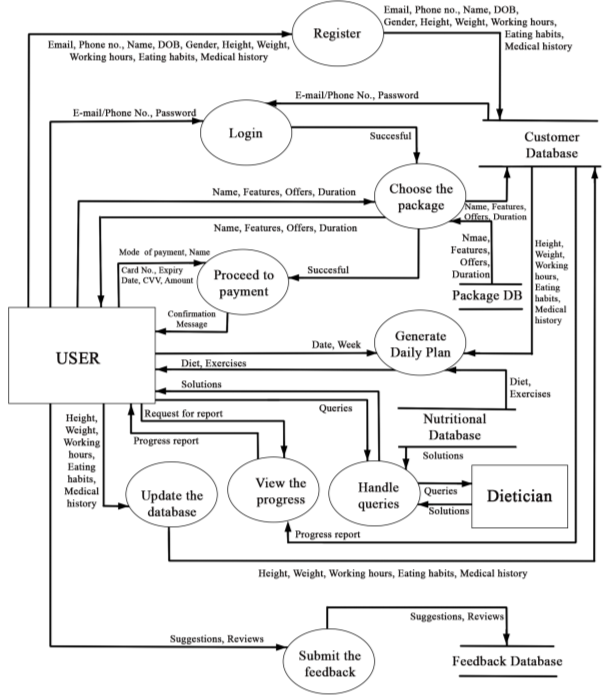 Email, Phone no., Name, DOB,
Gender, Height, Weight, Working hours,
Eating habits,
Medical history
Register
Email, Phone no., Name, DOB, Gender, Height, Weight,
Working hours, Eating habits, Medical history
E-mail/Phone No., Password
E-mail/Phone No., Password
Login
Succesful
Customer
Database
Choose the
package
Name, Features, Offers, Duration
Name, Features,
Offers, Duration
Name, Features, Offers, Duration
Nmae,
Features,
Offers,
Duration
Height,
Weight,
Working
hours,
Eating
habits,
Medical
history
Mode of payment, Name
Card No., Expiry
Date, CVV, Amount
Proceed to
payment
Succesful
Package DB
Confirmation
Message
USER
Date, Week
Generate
Daily Plan
Diet, Exercises
Solutions
Diet,
Exercises
Queries
Request for report
Nutritional
Database
Progress report
Height,
Weight,
Working
hours,
Eating
habits,
Medical
history
Solutions
Update the
database
View the
progress
Handle
queries
Queries
Solutions
Dietician
Progress report
Height, Weight, Working hours, Eating habits, Medical history
Suggestions, Reviews
Suggestions, Reviews
Submit the
feedback
Feedback Database